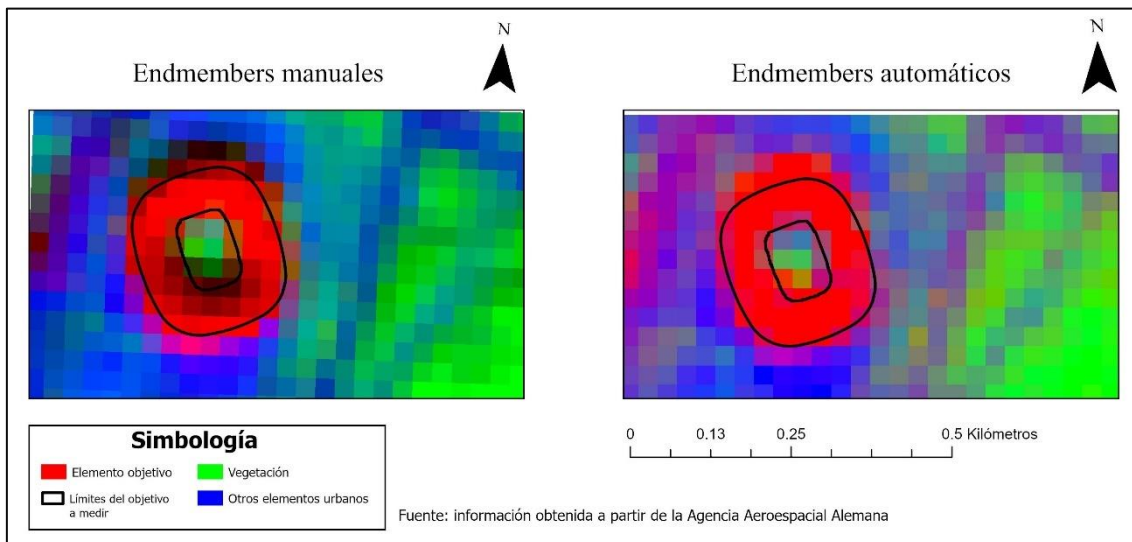 N
N
Endmembers manuales
Endmembers automáticos
Simbología
Elemento objetivo
Vegetación
Límites del objetivo
a medir
Otros elementos urbanos
0 0.13 0.25 0.5 Kilómetros
Fuente: información obtenida a partir de la Agencia Aeroespacial Alemana